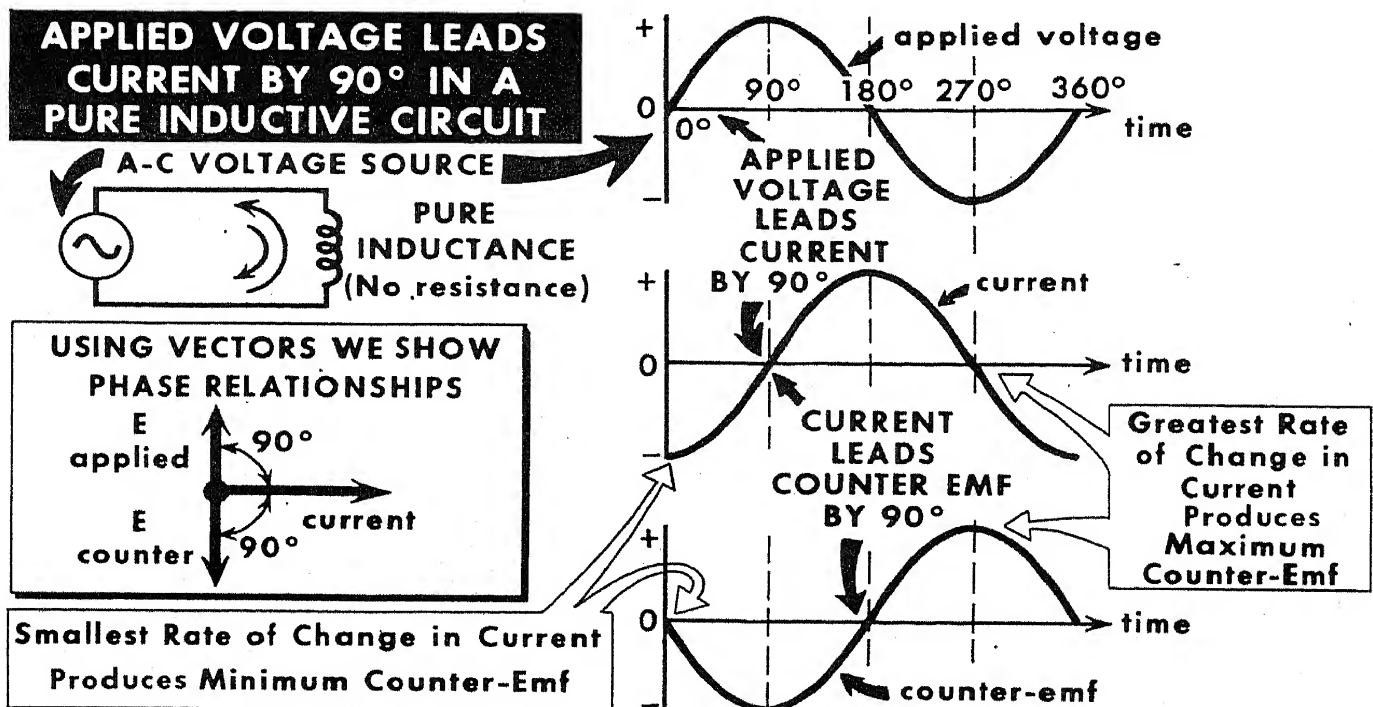 APPLIED VOLTAGE LEADS
CURRENT BY 90° IN A
PURE INDUCTIVE CIRCUIT
A-C VOLTAGE SOURCE
PURE
INDUCTANCE
(No resistance)
USING VECTORS WE SHOW
PHASE RELATIONSHIPS
E
applied
90°
current
E
counter
90°
Smallest Rate of Change in Current
Produces Minimum Counter-Emf
+
applied voltage
90° 180° 270° 360°
0
0°
time
−
APPLIED
VOLTAGE
LEADS
CURRENT
BY 90°
+
current
0
time
−
CURRENT
LEADS
COUNTER EMF
BY 90°
Greatest Rate
of Change in
Current
Produces
Maximum
Counter-Emf
+
0
time
counter-emf
−